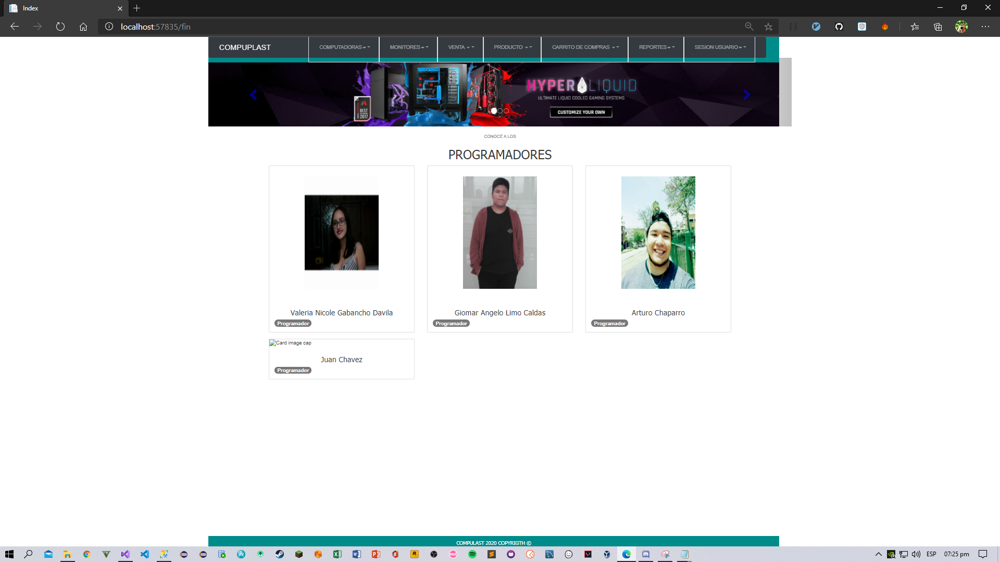 Index
localhost:57835/fin
COMPUPLAST
COMPUTADORAS
MONITORES
VENTA
PRODUCTO
CARRITO DE COMPRAS
REPORTES
SESION USUARIO
BEST
2017
HYPER LIQUID
ULTIMATE LIQUID COOLED GAMING SYSTEMS
CUSTOMIZE YOUR OWN
CONOCE A LOS
PROGRAMADORES
Valeria Nicole Gabancho Davila
Programador
Giomar Angelo Limo Caldas
Programador
Arturo Chaparro
Programador
Card image cap
Juan Chavez
Programador
COMPULAST 2020 COPYRIGTH ©
ESP
07:25 pm